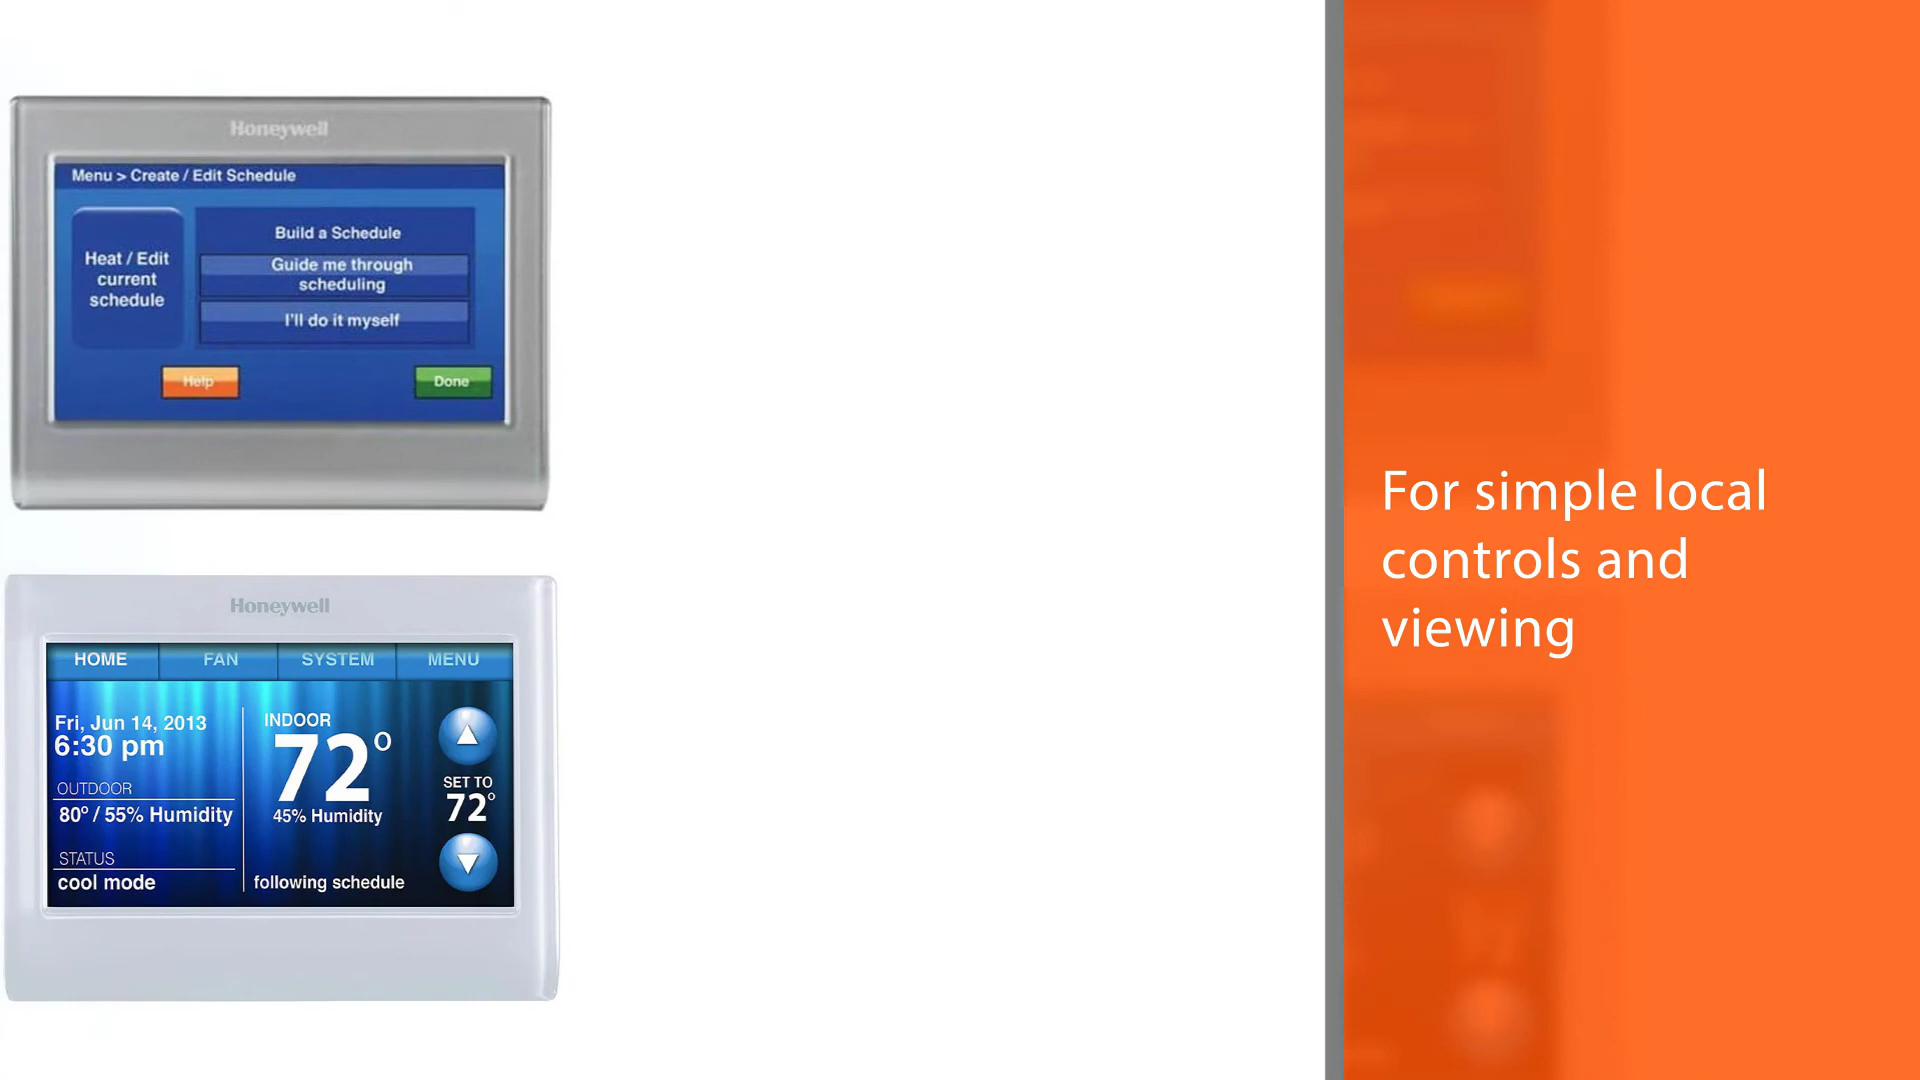 Honeywell
Menu > Create / Edit Schedule
Heat / Edit
current
schedule
Build a Schedule
Guide me through
scheduling
I'll do it myself
Help
Done
Honeywell
HOME
FAN
SYSTEM
MENU
Fri, Jun 14, 2013
6:30 pm
OUTDOOR
80° / 55% Humidity
STATUS
cool mode
INDOOR
72°
45% Humidity
following schedule
SET TO
72°
For simple local
controls and
viewing